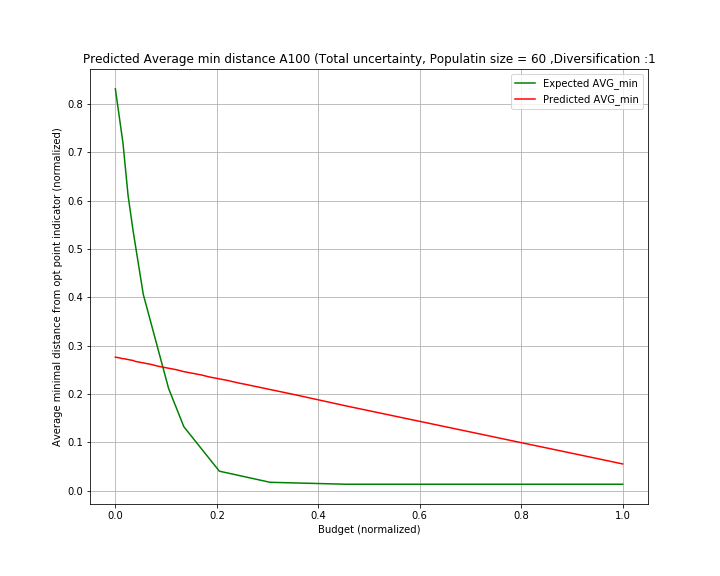 Predicted Average min distance A100 (Total uncertainty, Populatin size = 60 ,Diversification :1
Expected AVG_min
Predicted AVG_min
Average minimal distance from opt point indicator (normalized)
0.8
0.7
0.6
0.5
0.4
0.3
0.2
0.1
0.0
0.0 0.2 0.4 0.6 0.8 1.0
Budget (normalized)